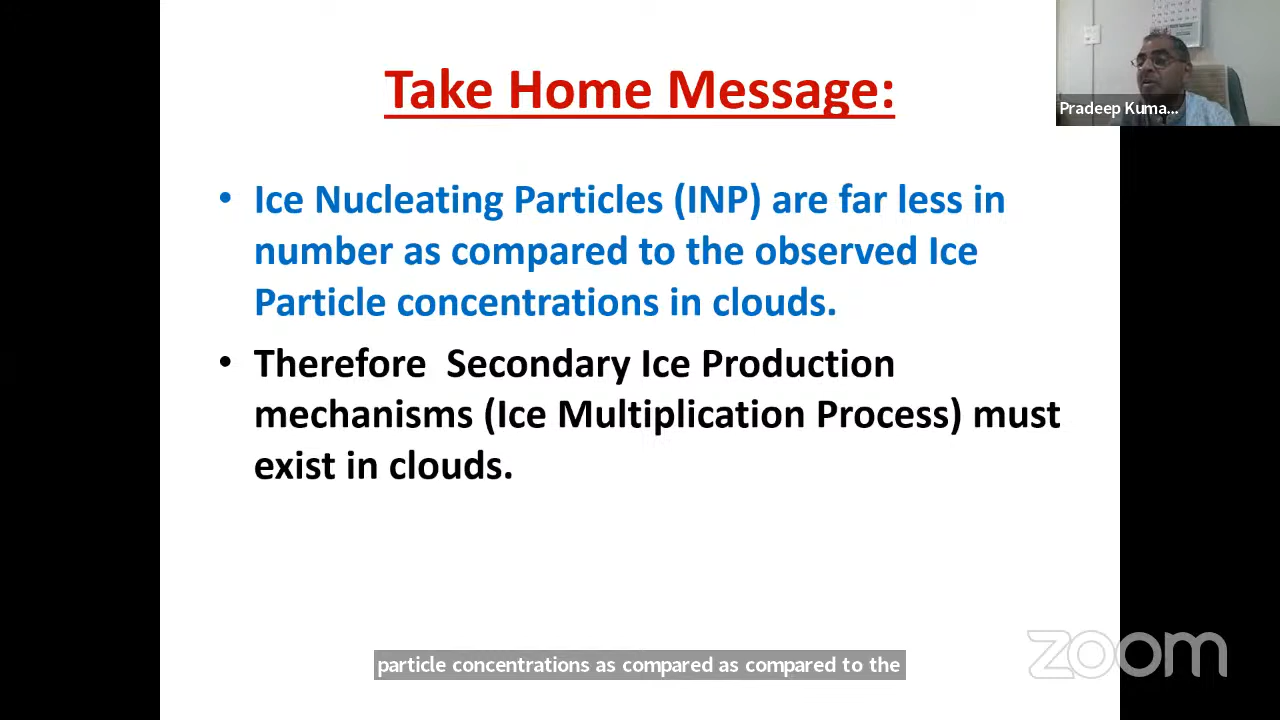 Take Home Message:
Pradeep Kuma...
• Ice Nucleating Particles (INP) are far less in
number as compared to the observed Ice
Particle concentrations in clouds.
• Therefore Secondary Ice Production
mechanisms (Ice Multiplication Process) must
exist in clouds.
particle concentrations as compared as compared to the
zoom